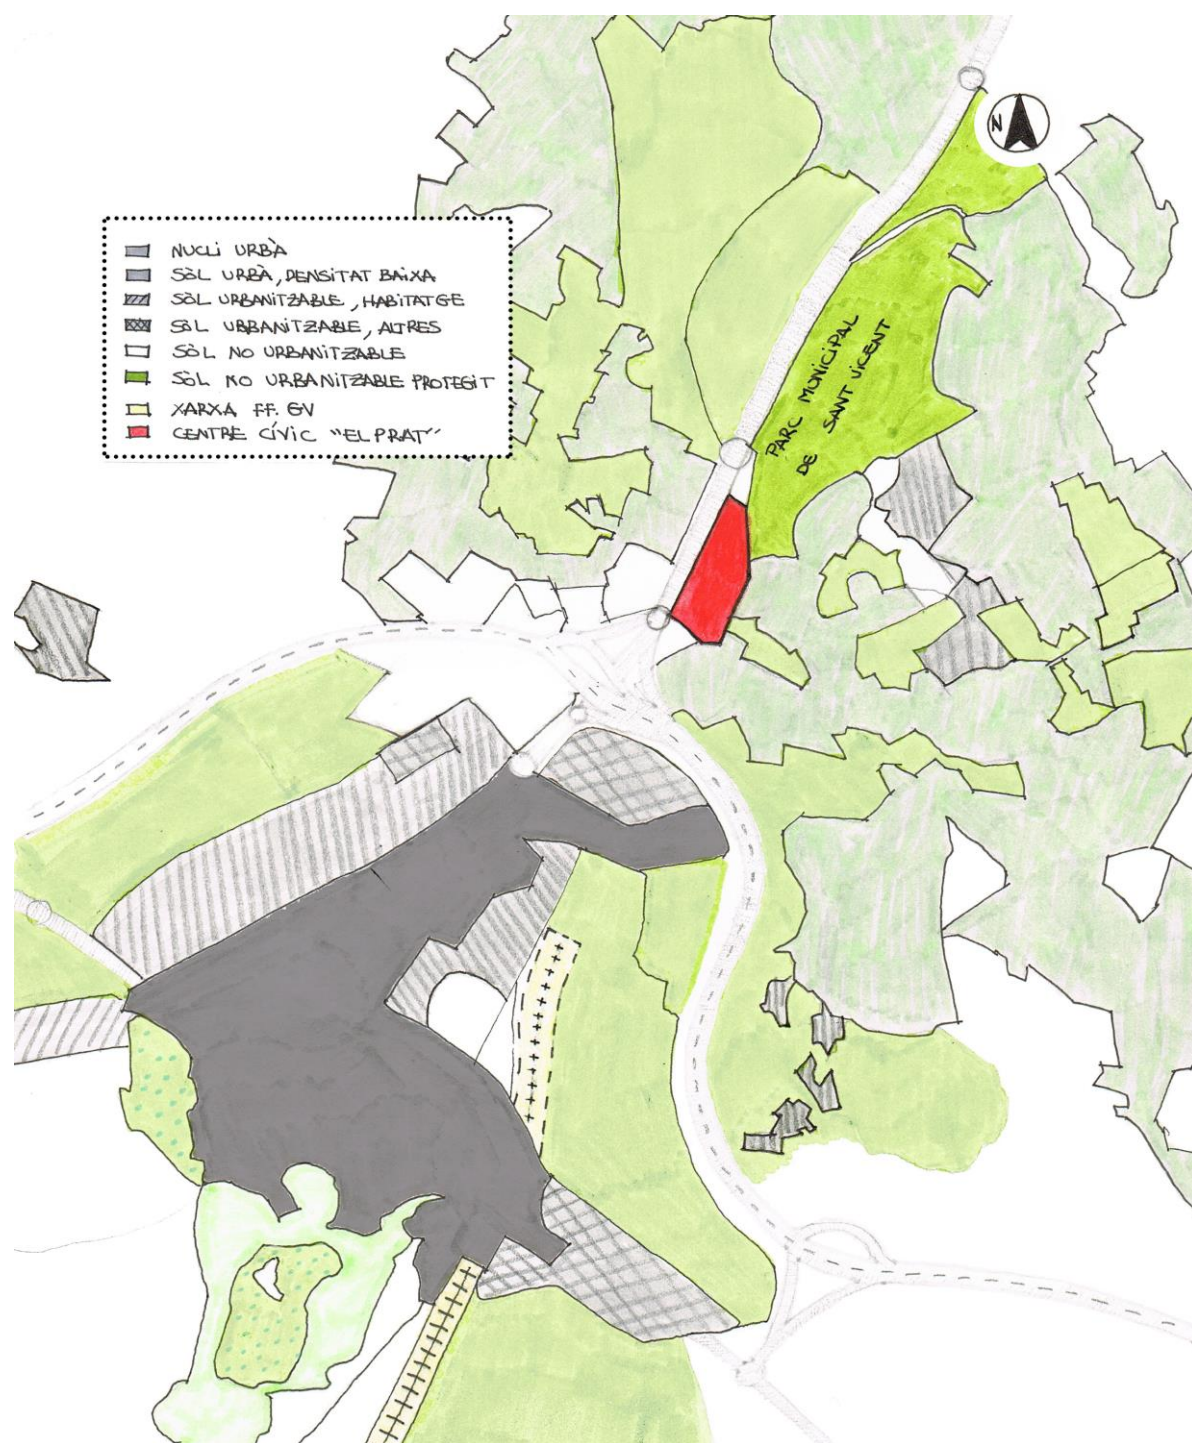 NUCLI URBÀ
SÒL URBÀ, DENSITAT BAIXA
SÒL URBANITZABLE, HABITATGE
SÒL URBANITZABLE, ALTRES
SÒL NO URBANITZABLE
SÒL NO URBANITZABLE PROTEGIT
XARXA FF. GV
CENTRE CÍVIC "EL PRAT"
N
PARC MUNICIPAL
DE SANT VICENT